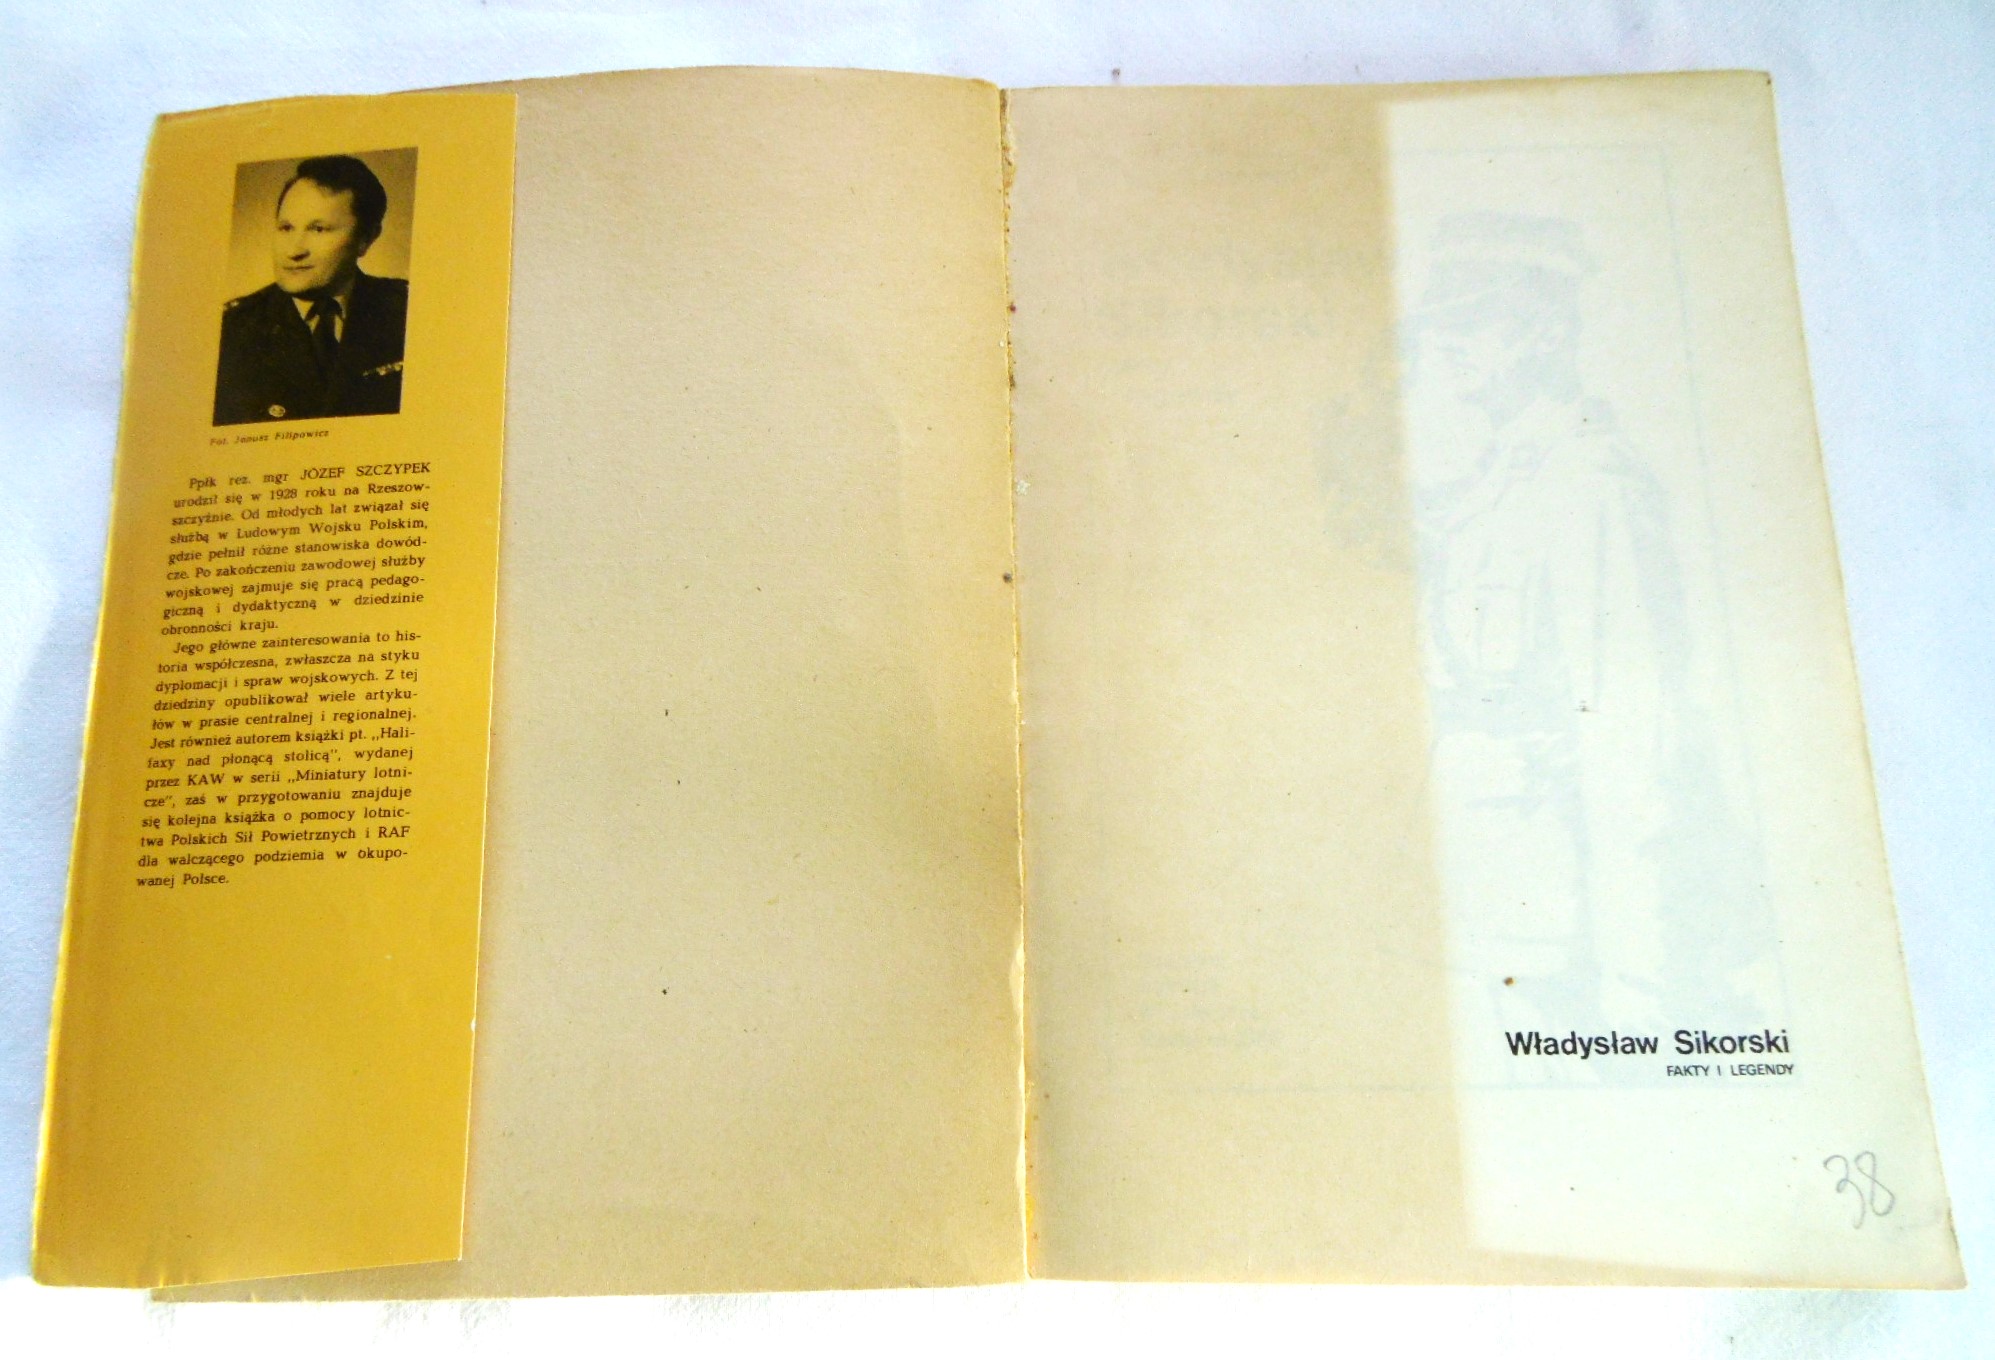 Fot. Janusz Filipowicz
Ppłk rez. mgr JÓZEF SZCZYPEK
urodził się w 1928 roku na Rzeszow-
szczyźnie. Od młodych lat związał się
służbą w Ludowym Wojsku Polskim,
gdzie pełnił różne stanowiska dowód-
cze. Po zakończeniu zawodowej służby
wojskowej zajmuje się pracą pedago-
giczną i dydaktyczną w dziedzinie
obronności kraju.
Jego główne zainteresowania to his-
toria współczesna, zwłaszcza na styku
dyplomacji i spraw wojskowych. Z tej
dziedziny opublikował wiele artyku-
łów w prasie centralnej i regionalnej.
Jest również autorem książki pt. „Hali-
faxy nad płonącą stolicą”, wydanej
przez KAW w serii „Miniatury lotni-
cze”, zaś w przygotowaniu znajduje
się kolejna książka o pomocy lotnic-
twa Polskich Sił Powietrznych i RAF
dla walczącego podziemia w okupo-
wanej Polsce.
Władysław Sikorski
FAKTY I LEGENDY
38